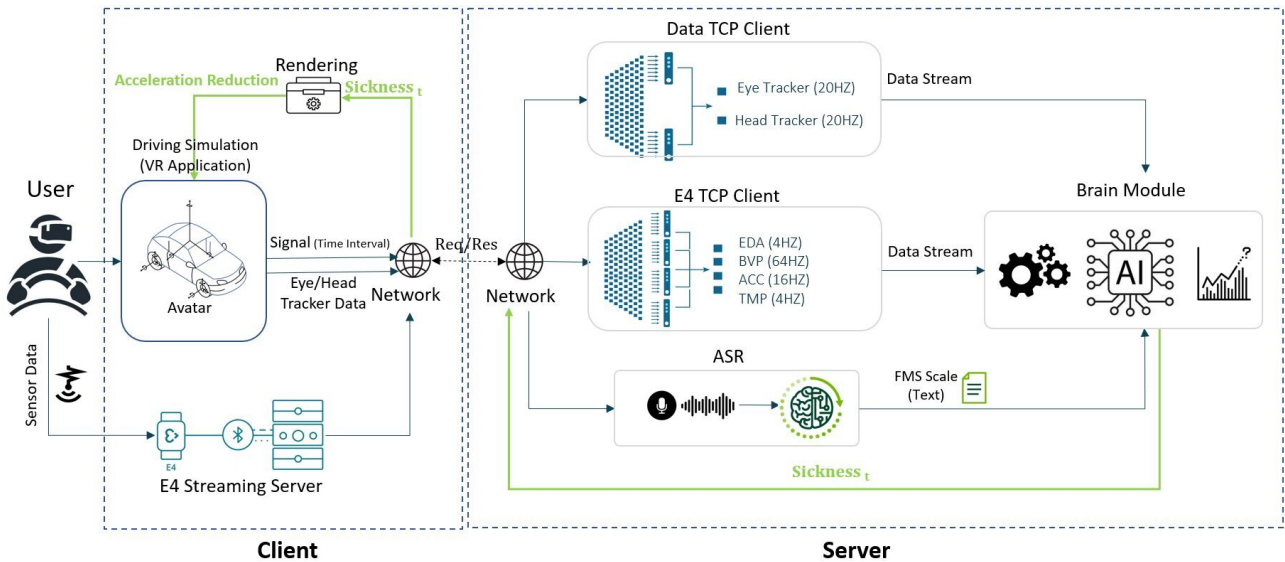 Acceleration Reduction
Rendering
Sickness t
Driving Simulation
(VR Application)
User
Avatar
Signal (Time Interval)
Eye/Head
Tracker Data
Network
Sensor Data
E4
E4 Streaming Server
Client
Req/Res
Network
Data TCP Client
Eye Tracker (20HZ)
Head Tracker (20HZ)
Data Stream
E4 TCP Client
EDA (4HZ)
BVP (64HZ)
ACC (16HZ)
TMP (4HZ)
Data Stream
Brain Module
AI
?
ASR
FMS Scale
(Text)
Sickness t
Server